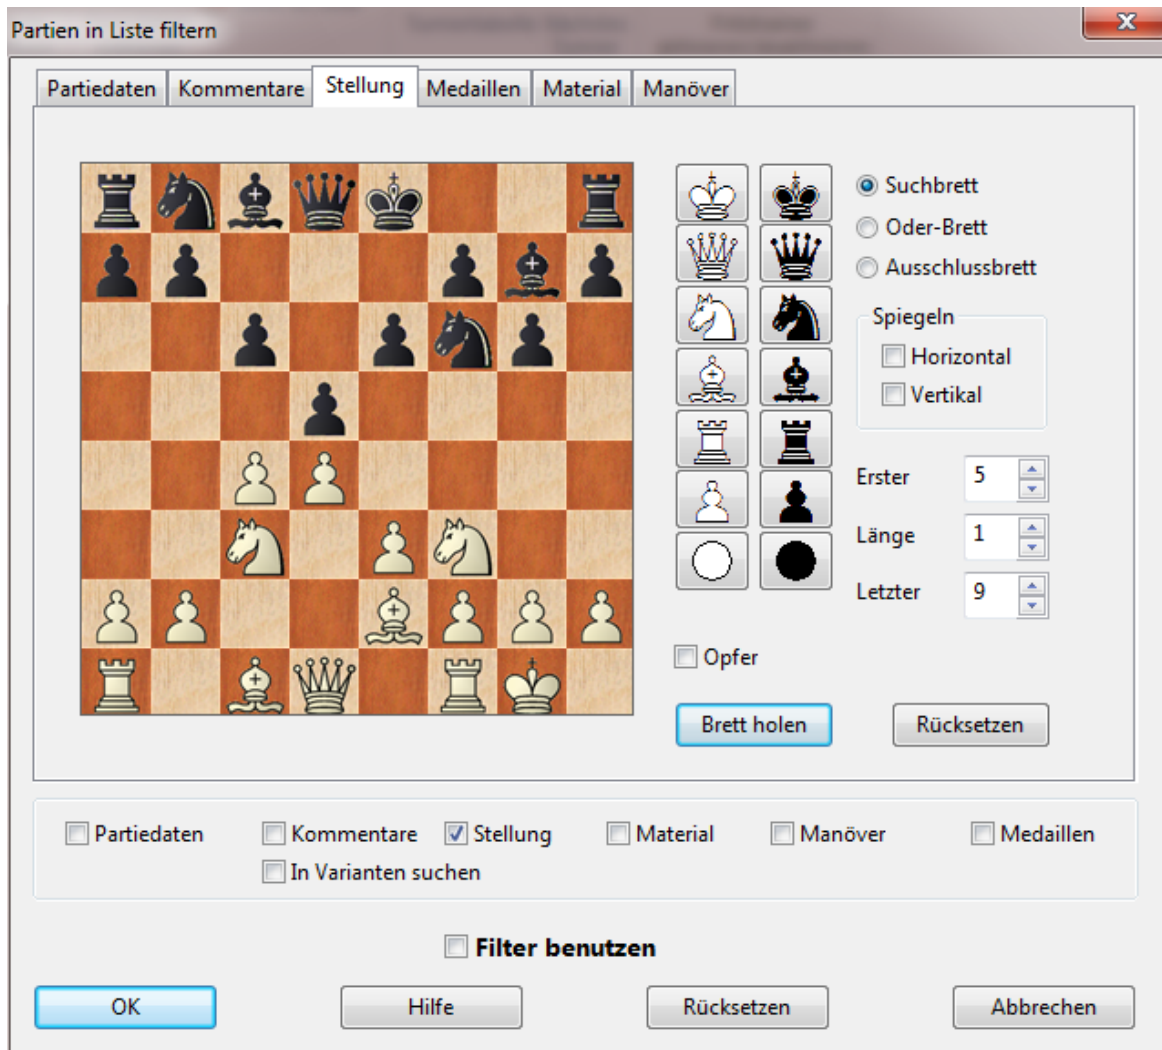 Partien in Liste filtern
Partiedaten Kommentare Stellung Medaillen Material Manöver
Suchbrett
Oder-Brett
Ausschlussbrett
Spiegeln
Horizontal
Vertikal
Erster 5
Länge 1
Letzter 9
Opfer
Brett holen Rücksetzen
Partiedaten Kommentare Stellung Material Manöver Medaillen
In Varianten suchen
Filter benutzen
OK Hilfe Rücksetzen Abbrechen